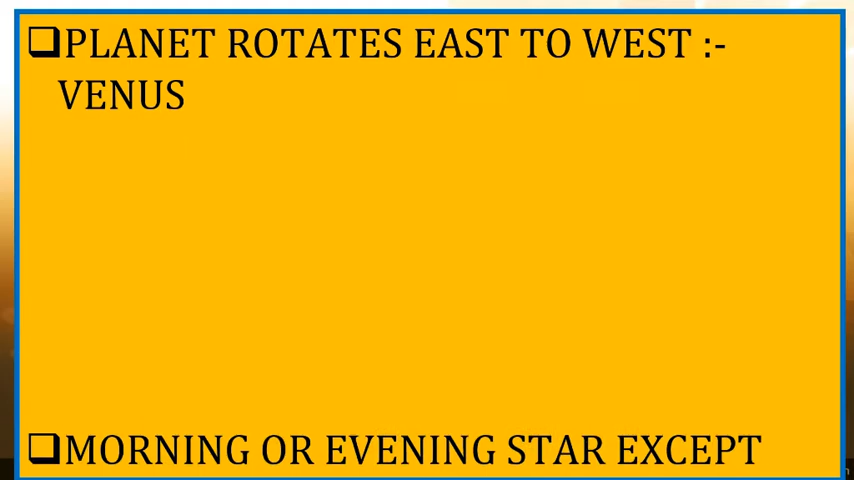 ❑PLANET ROTATES EAST TO WEST :-
VENUS
❑MORNING OR EVENING STAR EXCEPT